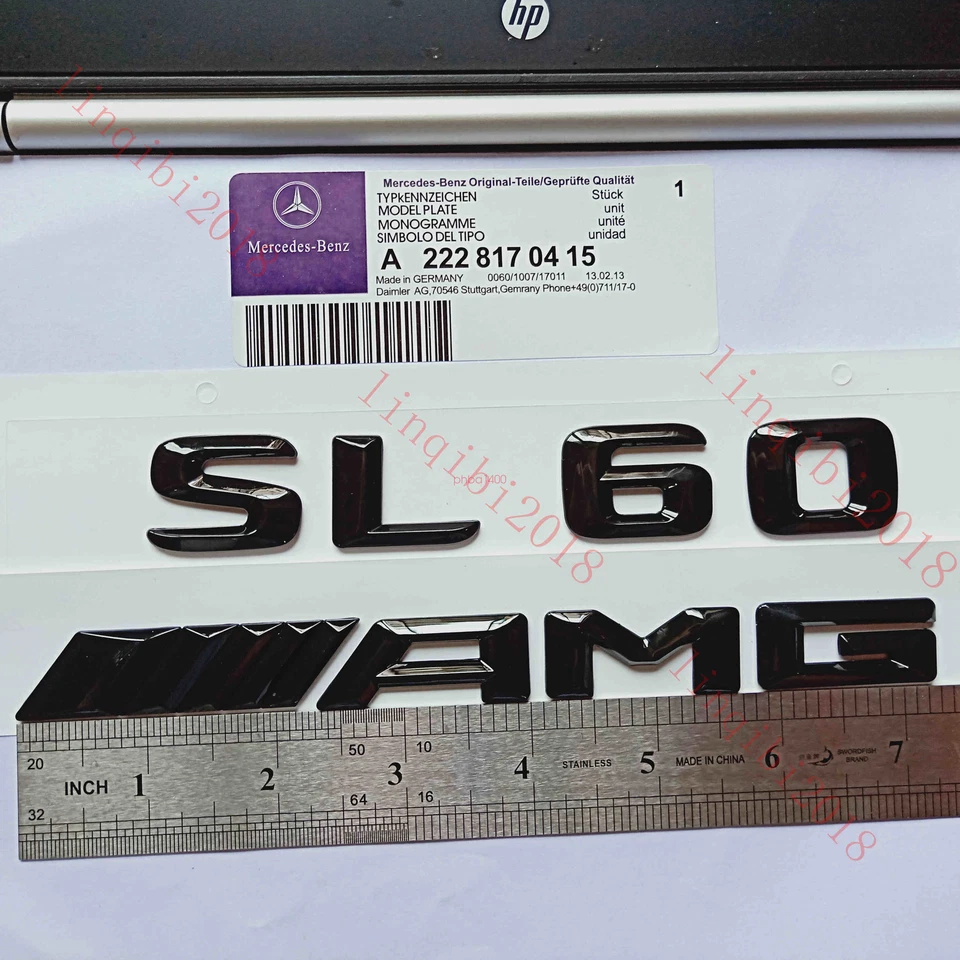 hp
linqibi2018
Mercedes-Benz
Mercedes-Benz Original-Teile/Geprüfte Qualität
TYPkENNZEICHEN Stück 1
MODEL PLATE unit
MONOGRAMME unité
SIMBOLO DEL TIPO unidad
A 222 817 04 15
Made in GERMANY 0060/1007/17011 13.02.13
Daimler AG,70546 Stuttgart,Gemrany Phone+49(0)711/17-0
linqibi2018
linqibi2018
SL 60
AMG
linqibi2018
20 50 10
INCH 1 2 3 4 STAINLESS 5 MADE IN CHINA 6 SWORDFISH BRAND 7
32 64 16